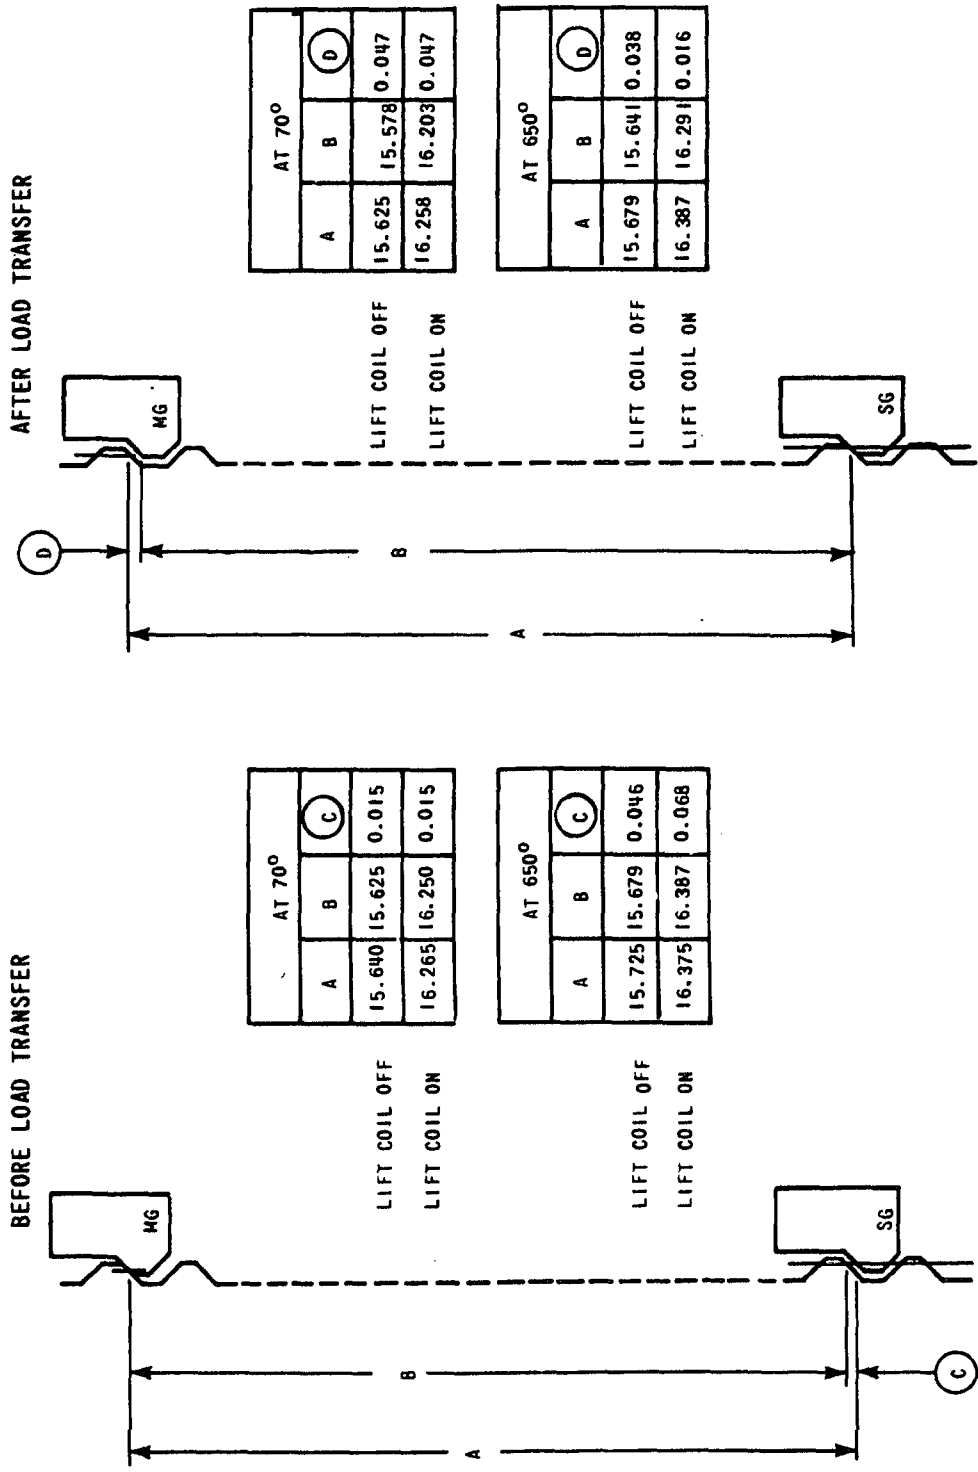 BEFORE LOAD TRANSFER
MG
SG
A
B
C
AT 70°
A B C
LIFT COIL OFF 15.640 15.625 0.015
LIFT COIL ON 16.265 16.250 0.015
AT 650°
A B C
LIFT COIL OFF 15.725 15.679 0.046
LIFT COIL ON 16.375 16.387 0.068
AFTER LOAD TRANSFER
D
MG
SG
A
B
AT 70°
A B D
LIFT COIL OFF 15.625 15.578 0.047
LIFT COIL ON 16.258 16.203 0.047
AT 650°
A B D
LIFT COIL OFF 15.679 15.641 0.038
LIFT COIL ON 16.387 16.291 0.016